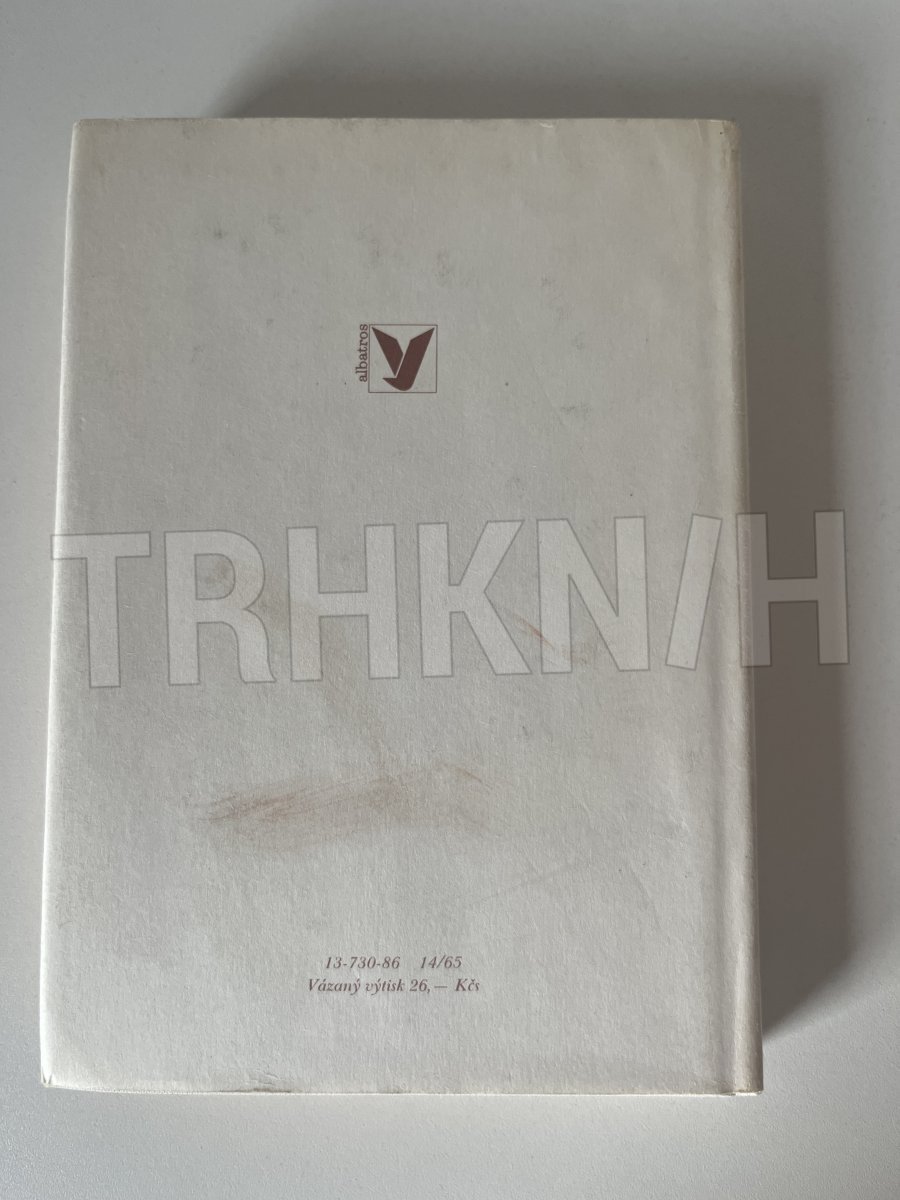 albatros
TRHKNIH
13-730-86 14/65
Vázaný výtisk 26,— Kčs